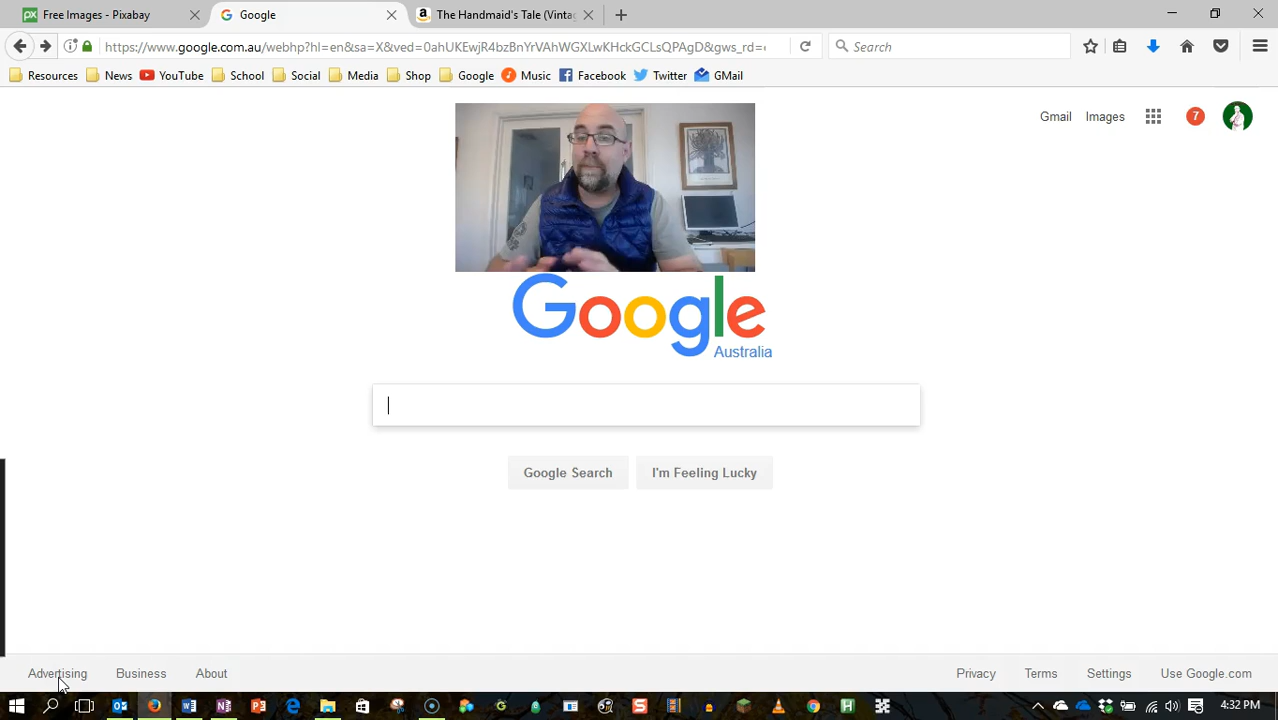 Free Images - Pixabay
Google
The Handmaid's Tale (Vintag
https://www.google.com.au/webhp?hl=en&sa=X&ved=0ahUKEwjR4bzBnYrVAhWGXLwKHckGCLsQPAgD&gws_rd=c
Search
Resources News YouTube School Social Media Shop Google Music Facebook Twitter GMail
Gmail Images 7
Google
Australia
Google Search I'm Feeling Lucky
Advertising Business About Privacy Terms Settings Use Google.com
4:32 PM